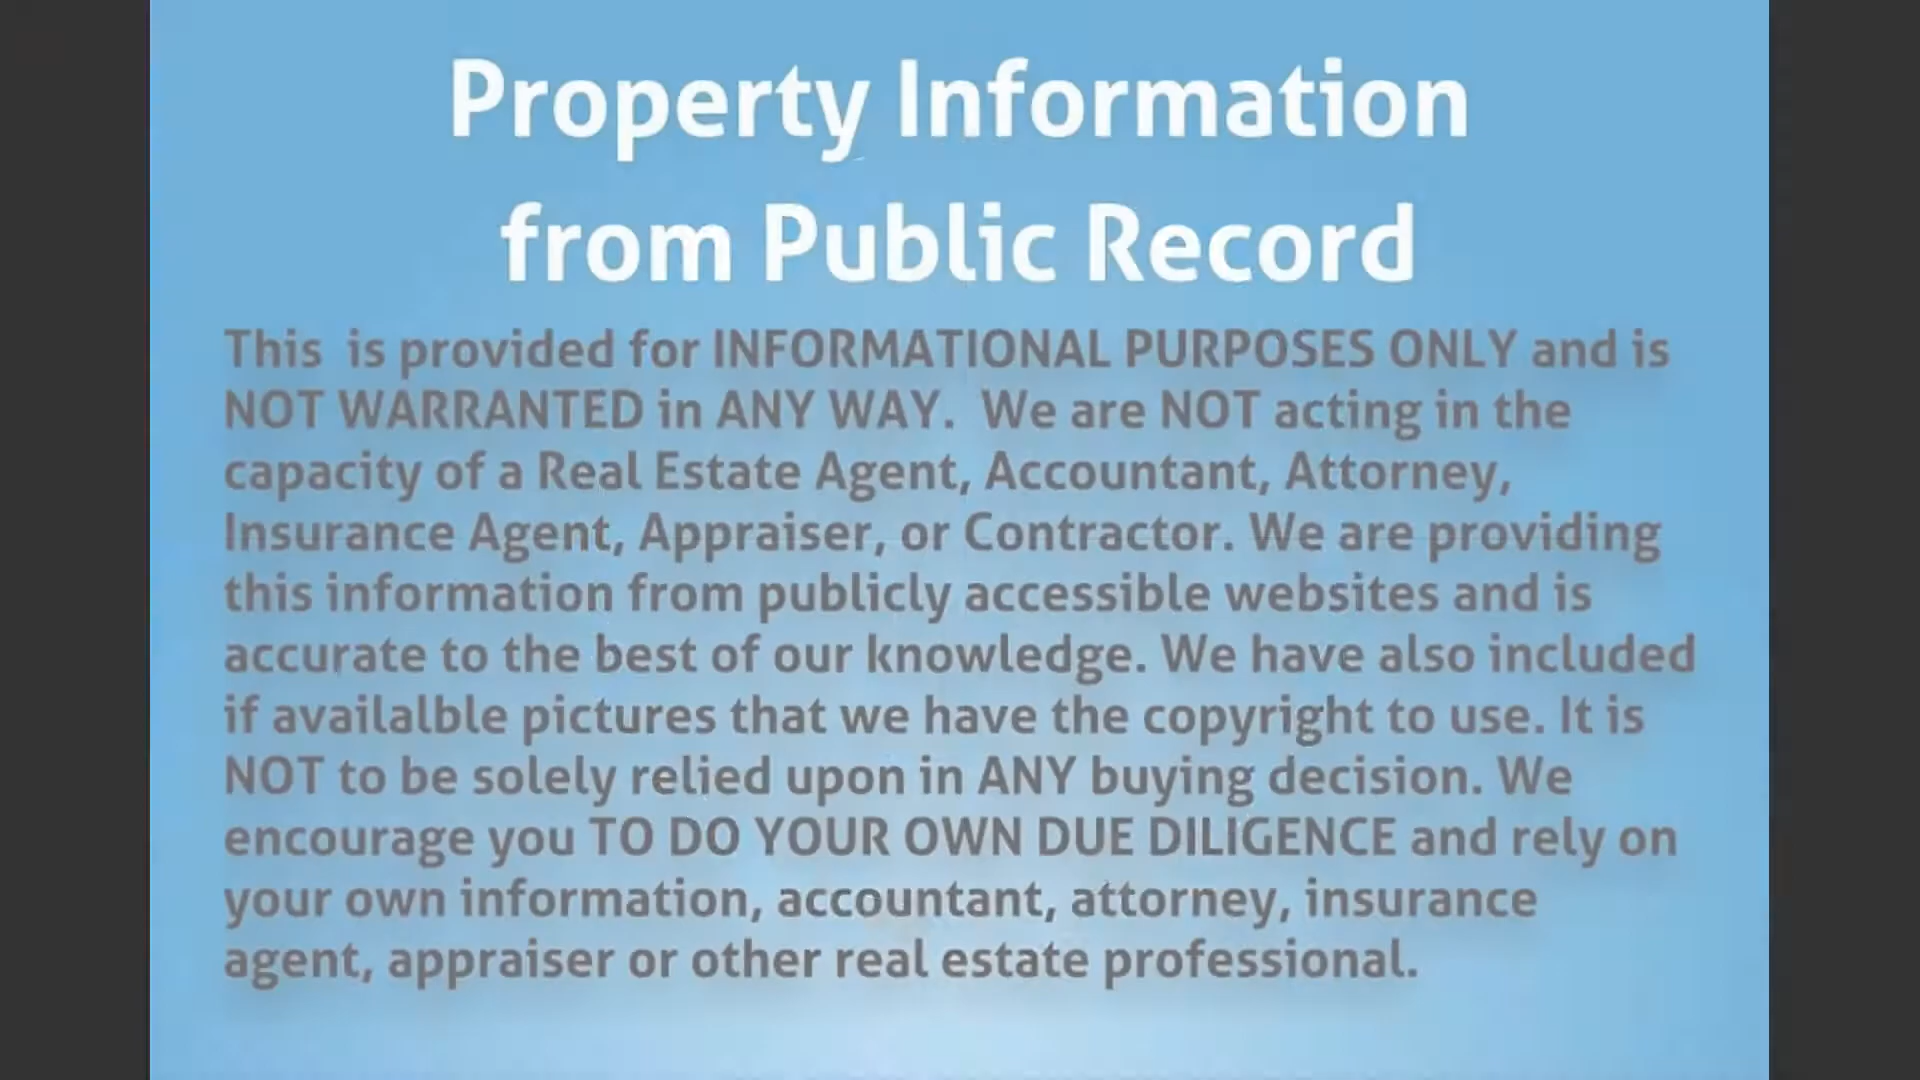 Property Information
from Public Record
This  is provided for INFORMATIONAL PURPOSES ONLY and is
NOT WARRANTED in ANY WAY.  We are NOT acting in the
capacity of a Real Estate Agent, Accountant, Attorney,
Insurance Agent, Appraiser, or Contractor. We are providing
this information from publicly accessible websites and is
accurate to the best of our knowledge. We have also included
if availalble pictures that we have the copyright to use. It is
NOT to be solely relied upon in ANY buying decision. We
encourage you TO DO YOUR OWN DUE DILIGENCE and rely on
your own information, accountant, attorney, insurance
agent, appraiser or other real estate professional.